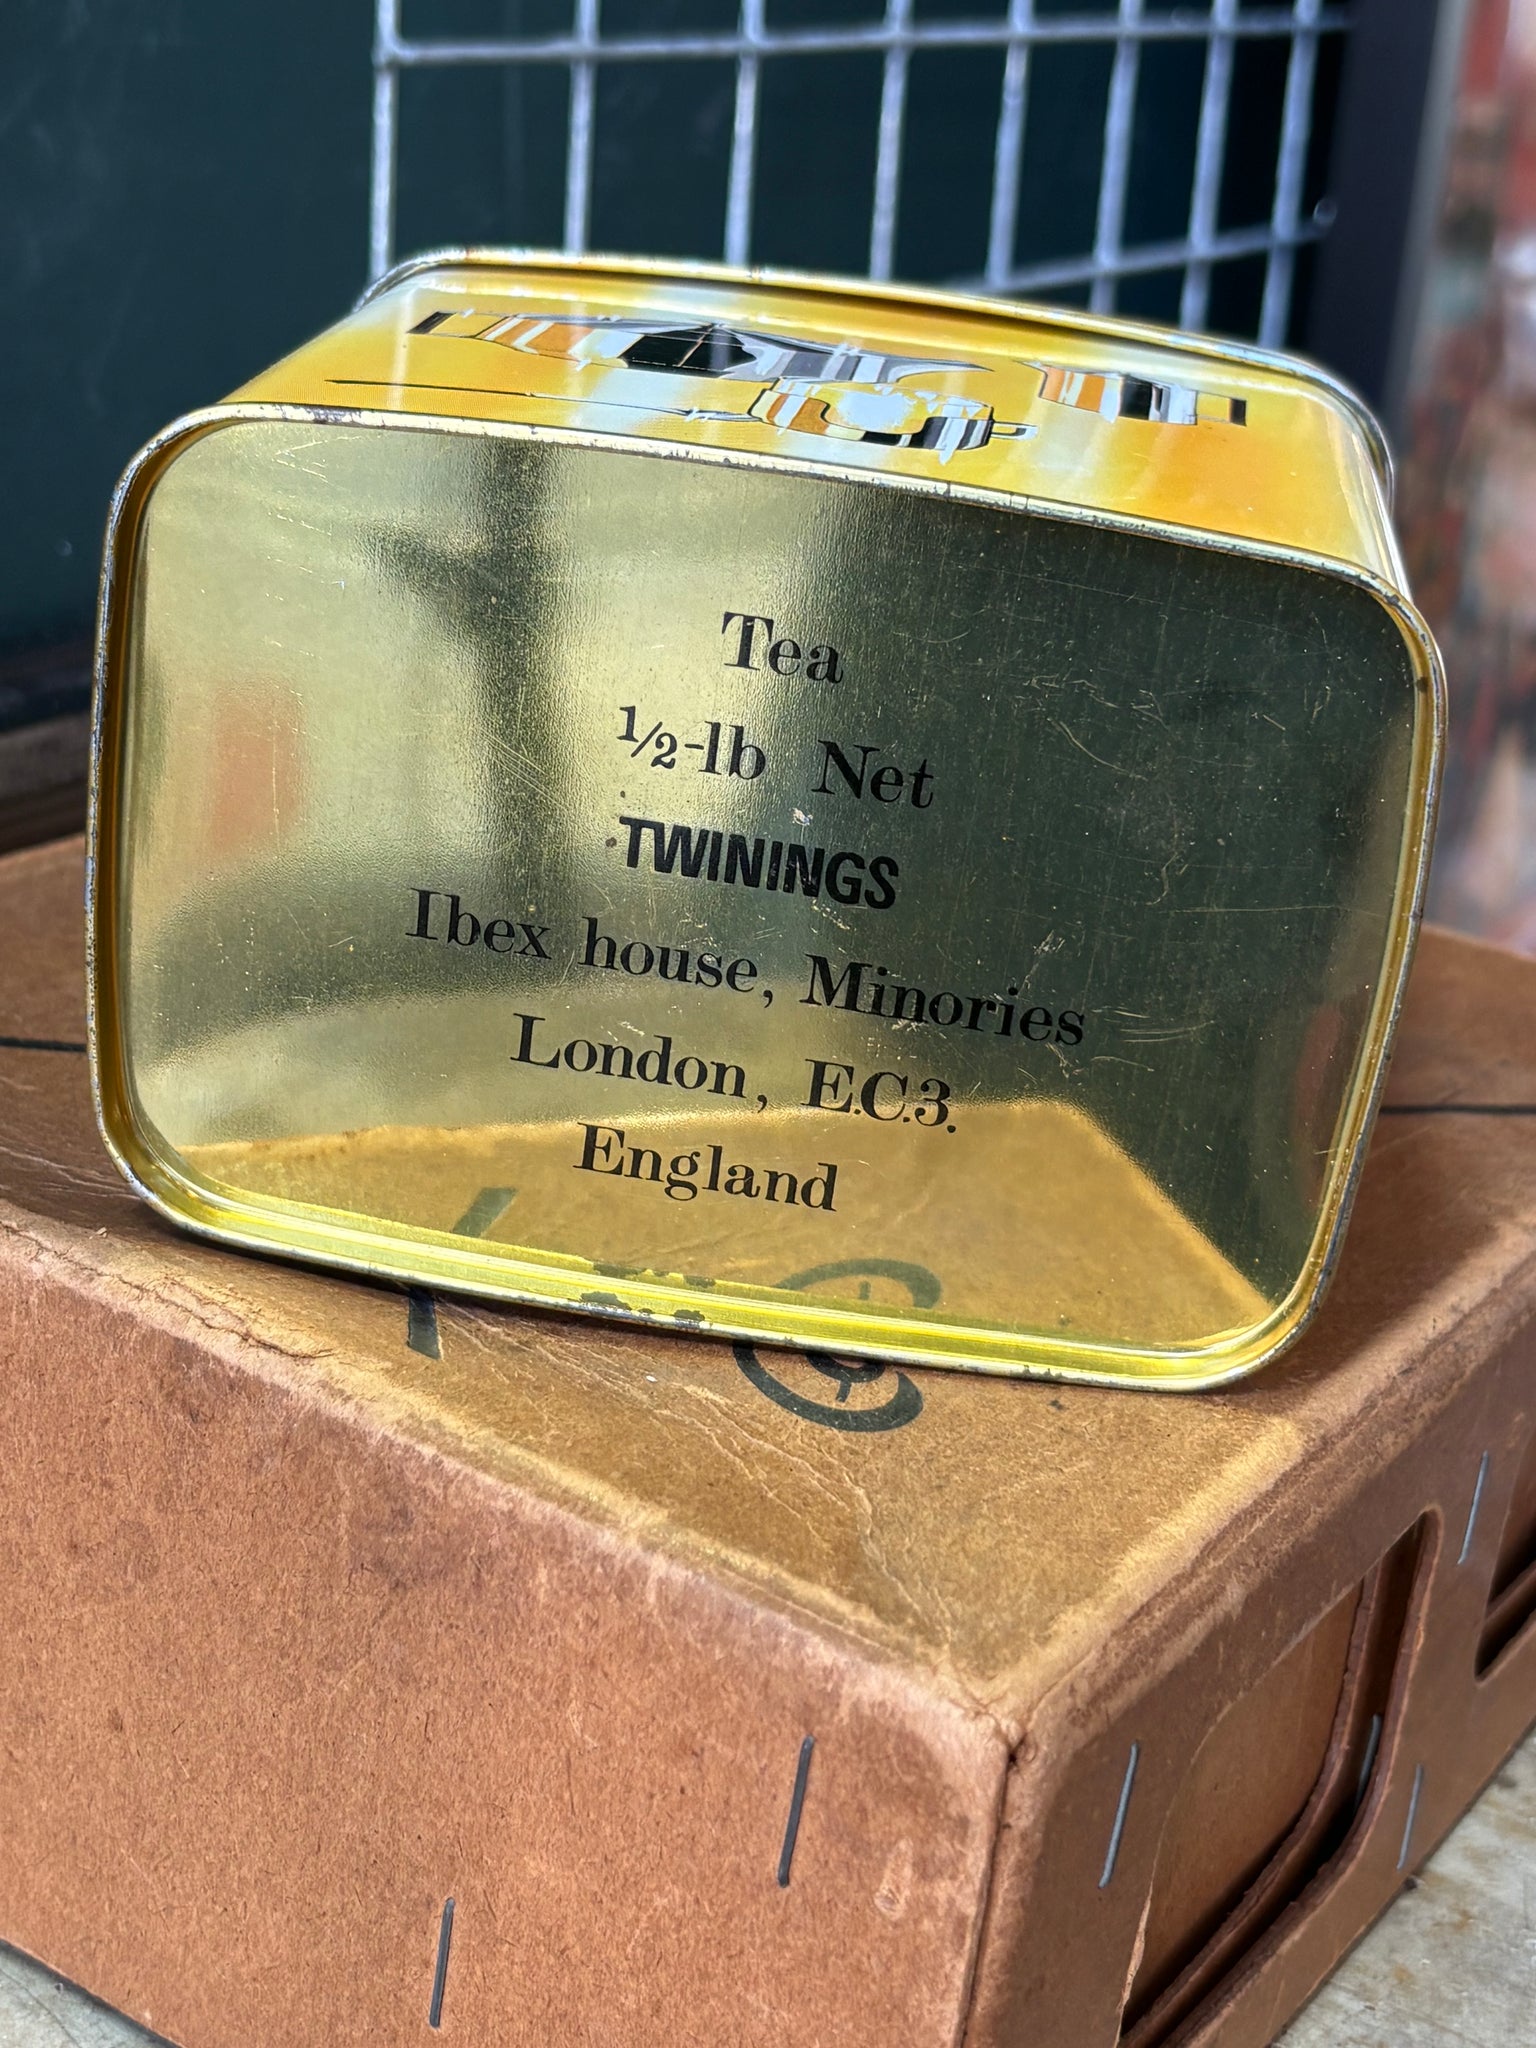 Tea
½-lb Net
TWININGS
Ibex house, Minories
London, E.C.3.
England